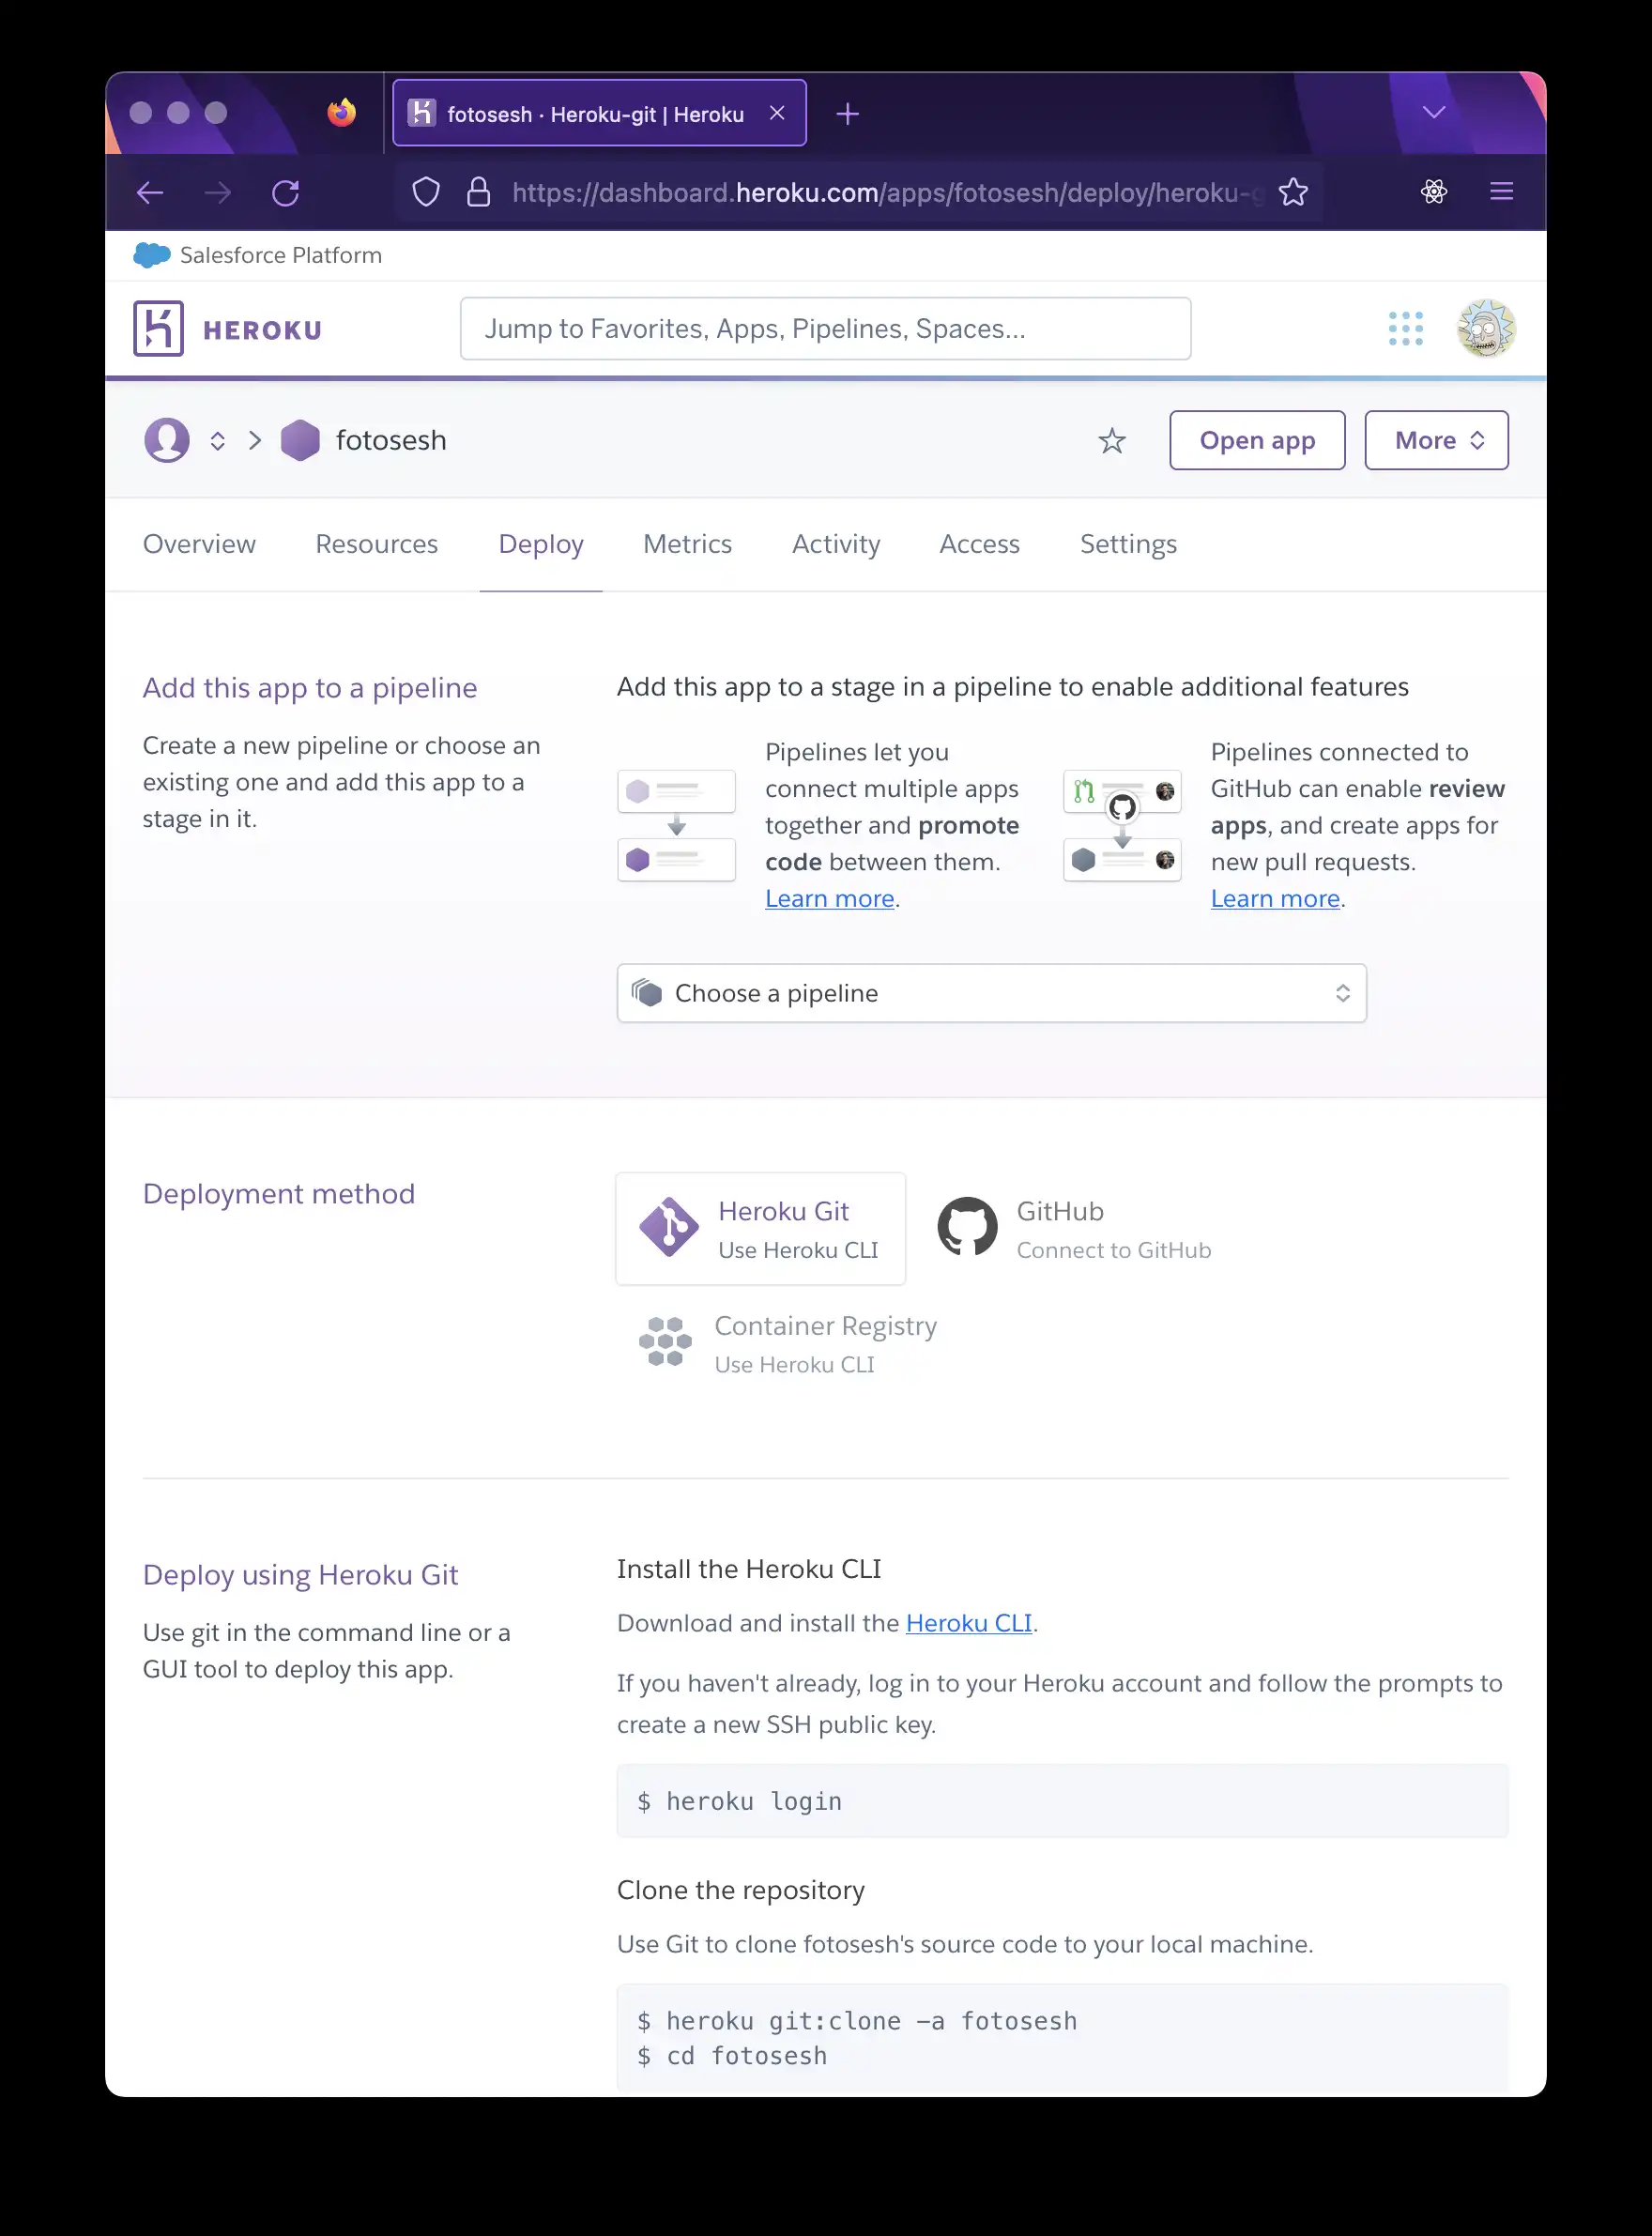 fotosesh · Heroku-git | Heroku
https://dashboard.heroku.com/apps/fotosesh/deploy/heroku-g
Salesforce Platform
HEROKU
Jump to Favorites, Apps, Pipelines, Spaces...
fotosesh
Open app
More
Overview
Resources
Deploy
Metrics
Activity
Access
Settings
Add this app to a pipeline
Create a new pipeline or choose an
existing one and add this app to a
stage in it.
Add this app to a stage in a pipeline to enable additional features
Pipelines let you
connect multiple apps
together and promote
code between them.
Learn more.
Pipelines connected to
GitHub can enable review
apps, and create apps for
new pull requests.
Learn more.
Choose a pipeline
Deployment method
Heroku Git
Use Heroku CLI
GitHub
Connect to GitHub
Container Registry
Use Heroku CLI
Deploy using Heroku Git
Use git in the command line or a
GUI tool to deploy this app.
Install the Heroku CLI
Download and install the Heroku CLI.
If you haven't already, log in to your Heroku account and follow the prompts to
create a new SSH public key.
$ heroku login
Clone the repository
Use Git to clone fotosesh's source code to your local machine.
$ heroku git:clone -a fotosesh
$ cd fotosesh